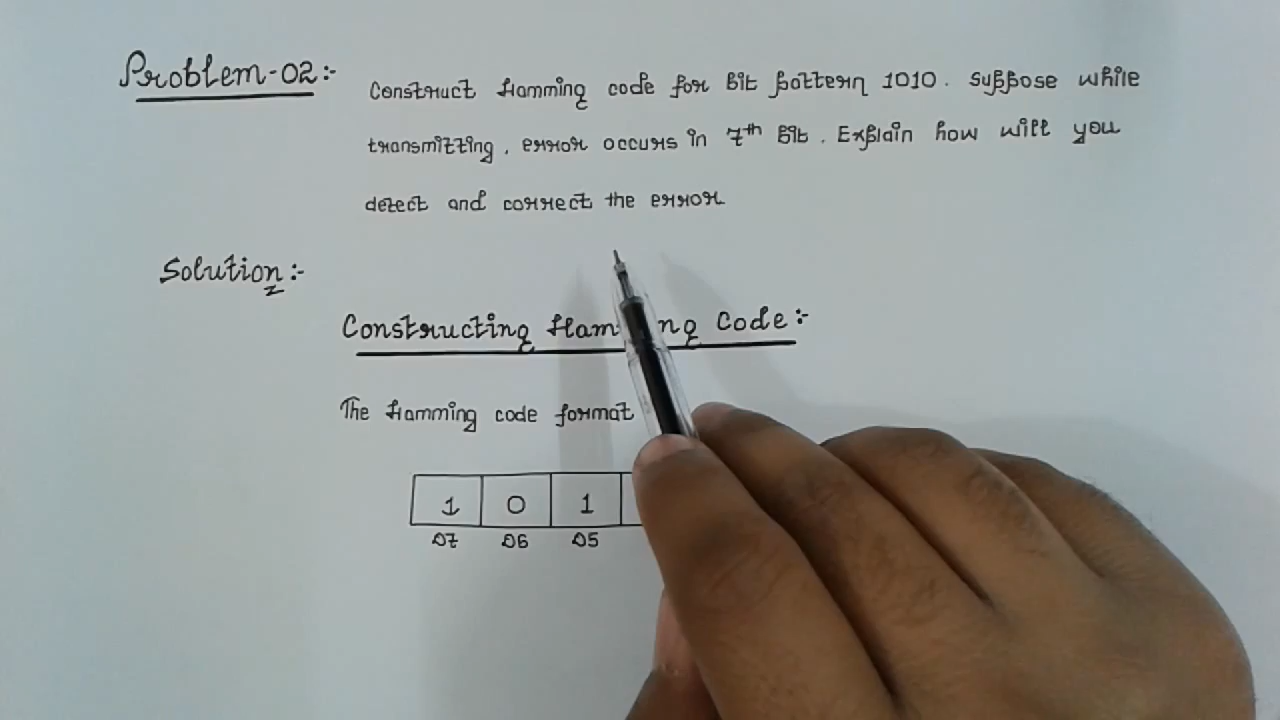 Problem-02:-
Construct Hamming code for Bit pattern 1010. Suppose while
transmitting, error occurs in 7th Bit. Explain how will you
detect and correct the error
Solution:-
Constructing Code:-
The Hamming code format
1 0 1
D7 D6 D5